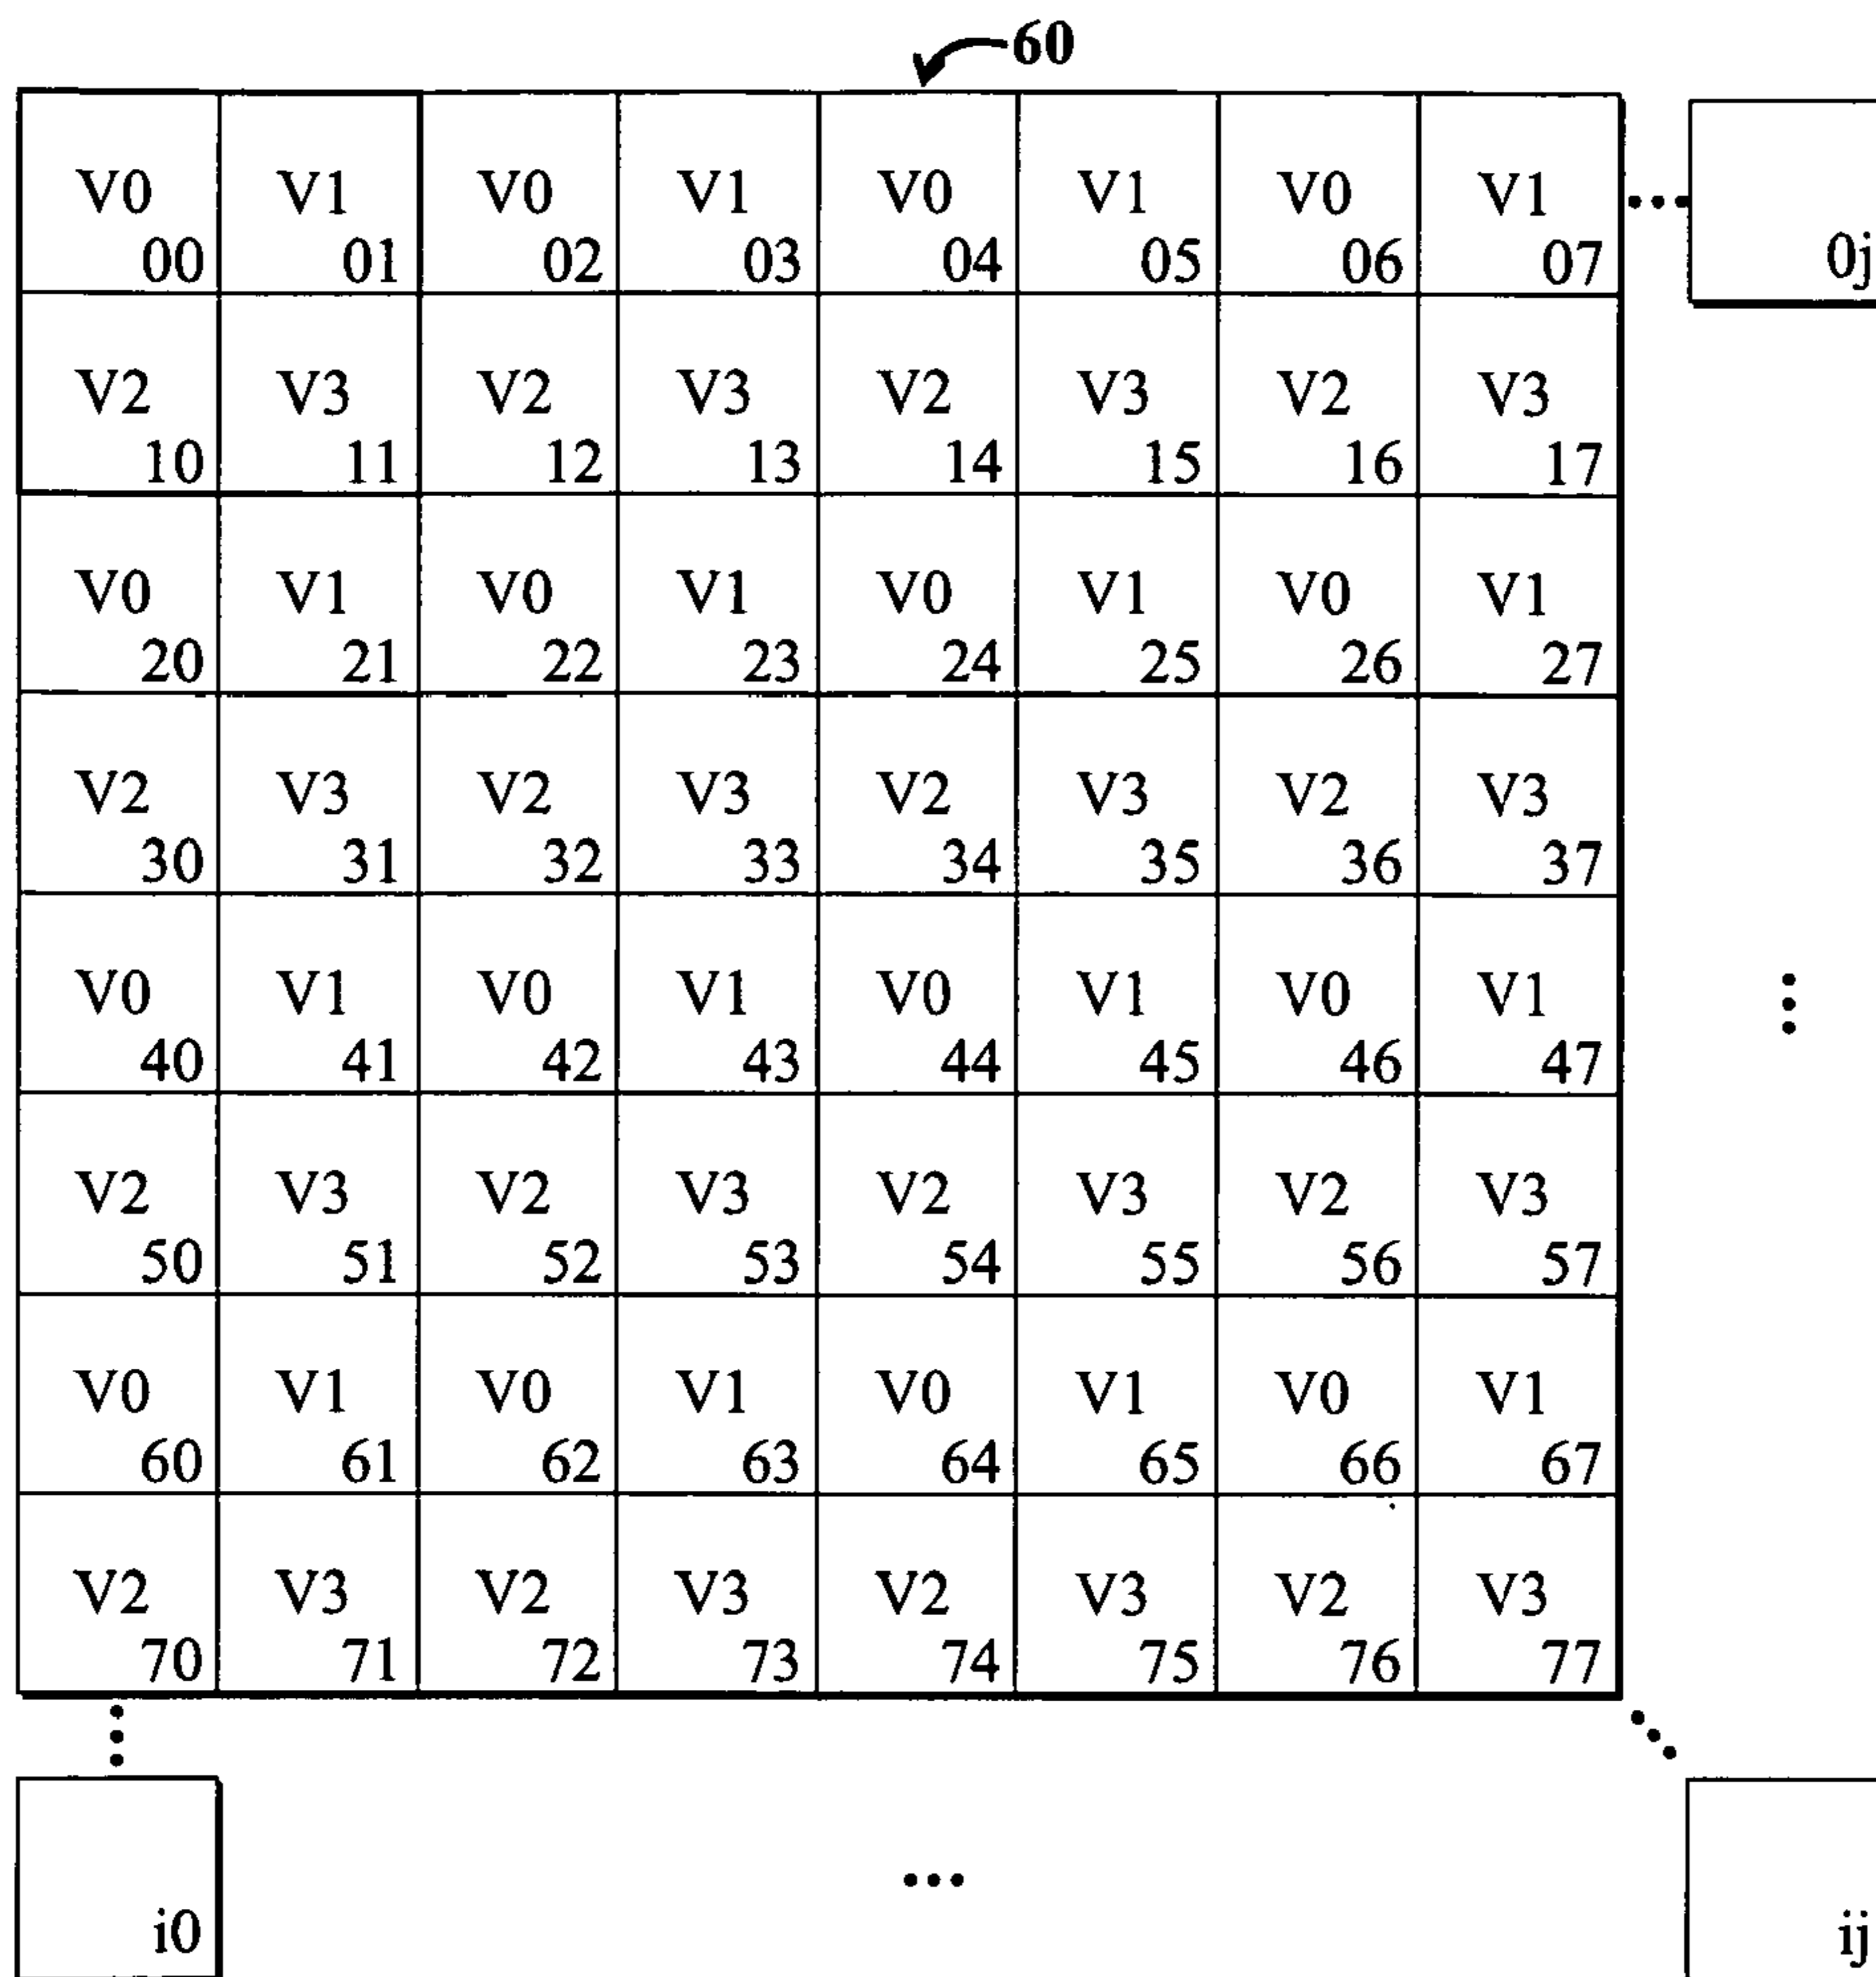 60
V0 V1 V0 V1 V0 V1 V0 V1
00 01 02 03 04 05 06 07
0j
V2 V3 V2 V3 V2 V3 V2 V3
10 11 12 13 14 15 16 17
V0 V1 V0 V1 V0 V1 V0 V1
20 21 22 23 24 25 26 27
V2 V3 V2 V3 V2 V3 V2 V3
30 31 32 33 34 35 36 37
V0 V1 V0 V1 V0 V1 V0 V1
40 41 42 43 44 45 46 47
V2 V3 V2 V3 V2 V3 V2 V3
50 51 52 53 54 55 56 57
V0 V1 V0 V1 V0 V1 V0 V1
60 61 62 63 64 65 66 67
V2 V3 V2 V3 V2 V3 V2 V3
70 71 72 73 74 75 76 77
i0 ij